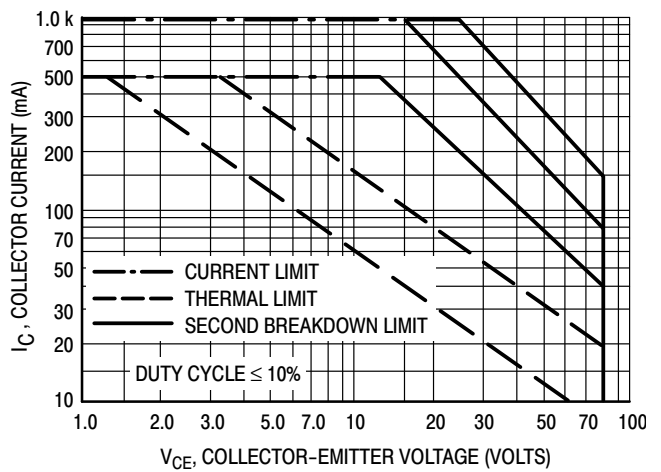 1.0 k
500
300
200
100
70
50
30
20
10
I_C, COLLECTOR CURRENT (mA)
CURRENT LIMIT
THERMAL LIMIT
SECOND BREAKDOWN LIMIT
DUTY CYCLE ≤ 10%
1.0 2.0 3.0 5.0 7.0 10 20 30 50 70 100
V_CE, COLLECTOR–EMITTER VOLTAGE (VOLTS)